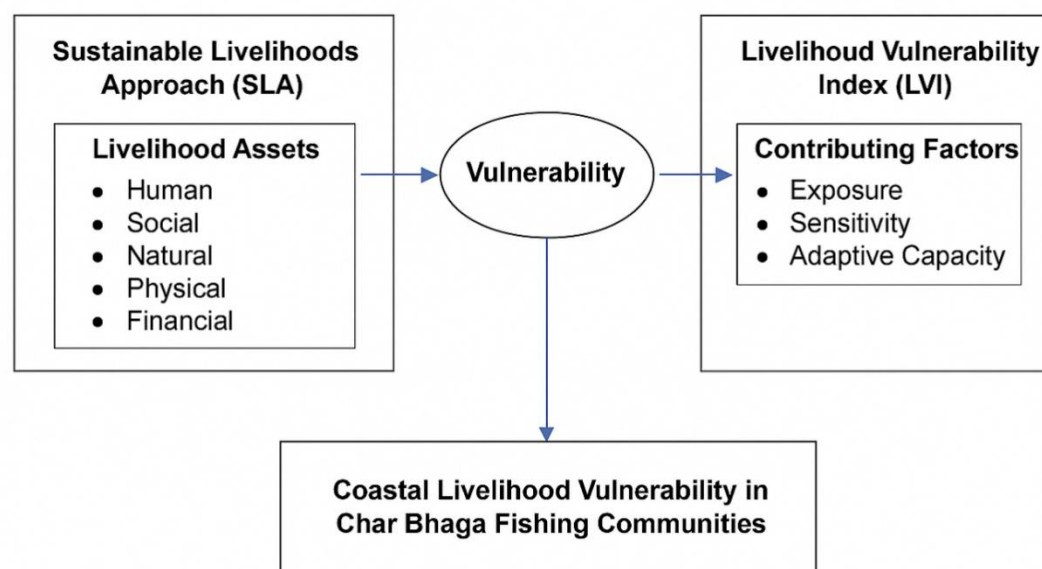 Sustainable Livelihoods
Approach (SLA)
Livelihood Assets
• Human
• Social
• Natural
• Physical
• Financial
Vulnerability
Livelihoud Vulnerability
Index (LVI)
Contributing Factors
• Exposure
• Sensitivity
• Adaptive Capacity
Coastal Livelihood Vulnerability in
Char Bhaga Fishing Communities